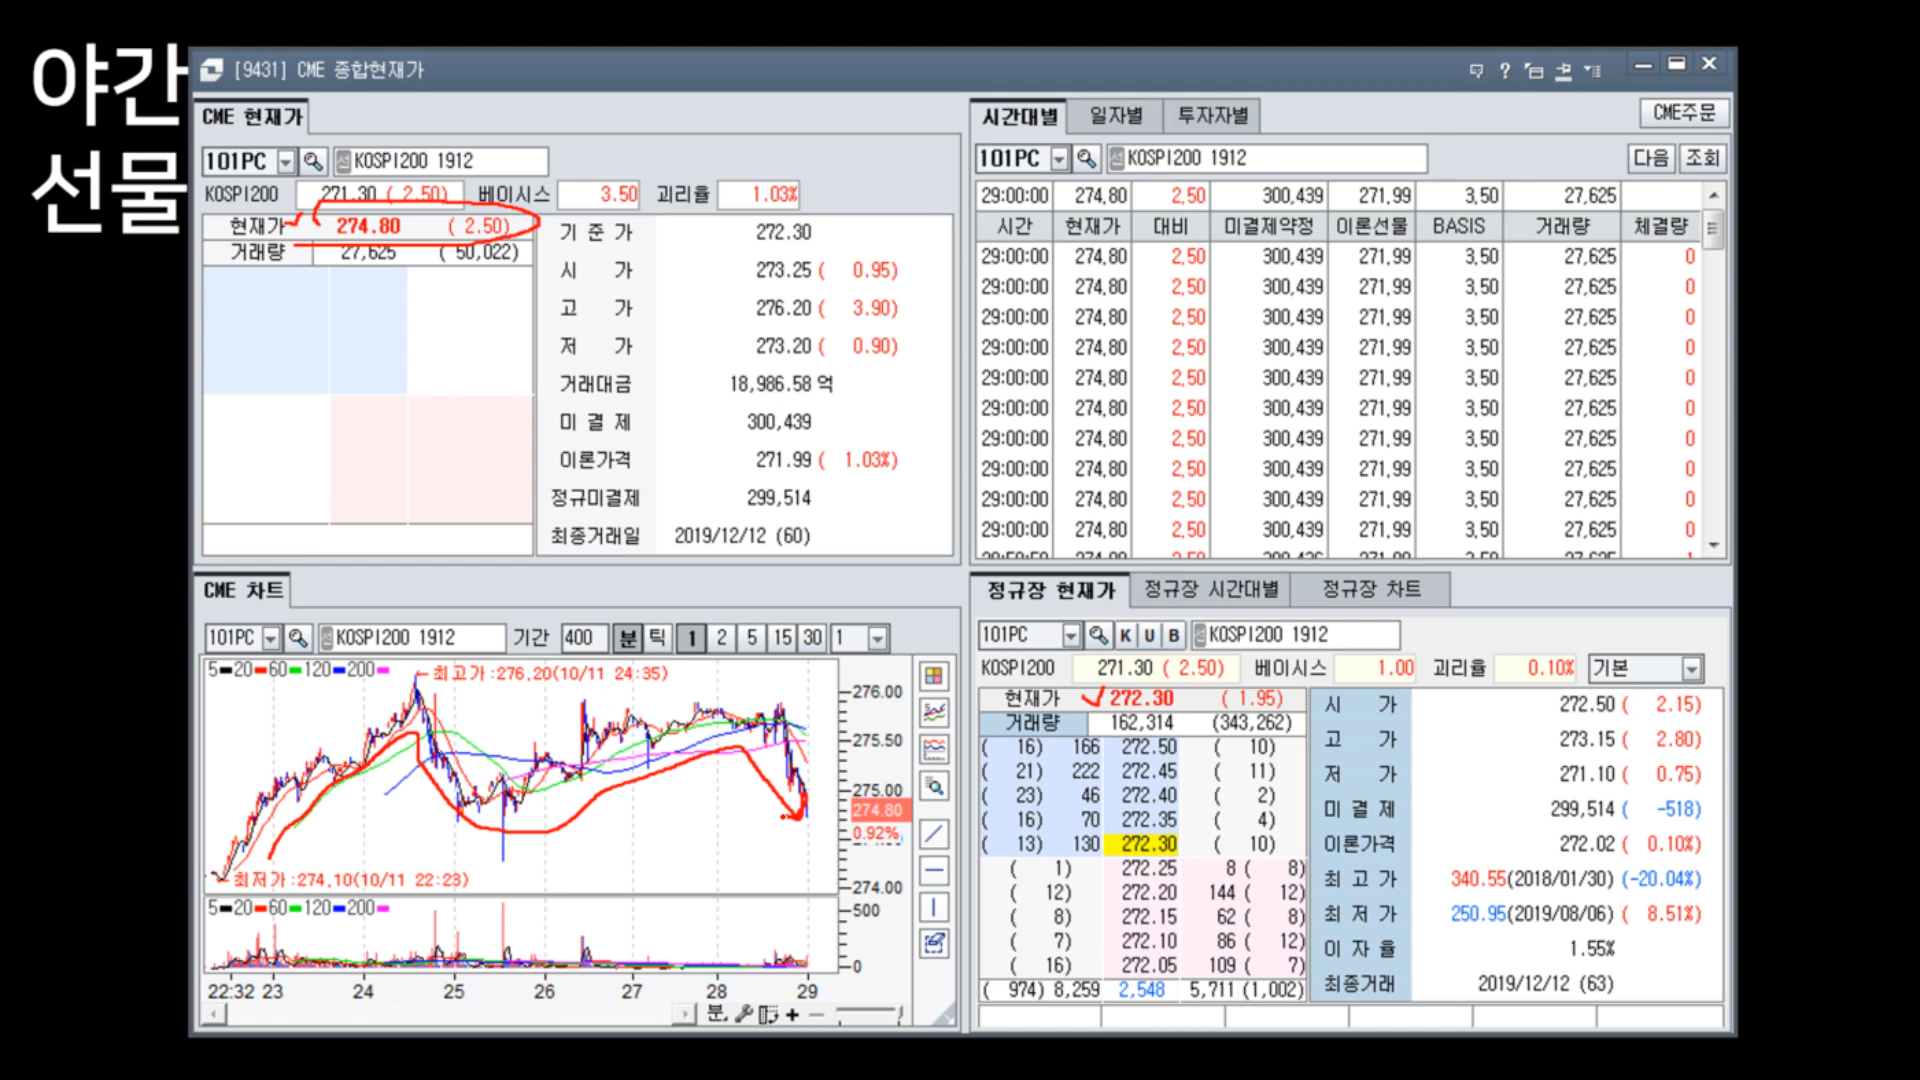 야간
선물
[9431] CME 종합현재가
CME 현재가
101PC KOSPI200 1912
KOSPI200 271.30 ( 2.50) 베이시스 3.50 괴리율 1.03%
현재가 274.80 ( 2.50)
거래량 27,625 ( 50,022)
기 준 가 272.30
시 가 273.25 ( 0.95)
고 가 276.20 ( 3.90)
저 가 273.20 ( 0.90)
거래대금 18,986.58 억
미 결 제 300,439
이론가격 271.99 ( 1.03%)
정규미결제 299,514
최종거래일 2019/12/12 (60)
시간대별 일자별 투자자별 CME주문
101PC KOSPI200 1912 다음 조회
29:00:00 274,80 2,50 300,439 271,99 3,50 27,625
시간 현재가 대비 미결제약정 이론선물 BASIS 거래량 체결량
29:00:00 274,80 2,50 300,439 271,99 3,50 27,625 0
29:00:00 274,80 2,50 300,439 271,99 3,50 27,625 0
29:00:00 274,80 2,50 300,439 271,99 3,50 27,625 0
29:00:00 274,80 2,50 300,439 271,99 3,50 27,625 0
29:00:00 274,80 2,50 300,439 271,99 3,50 27,625 0
29:00:00 274,80 2,50 300,439 271,99 3,50 27,625 0
29:00:00 274,80 2,50 300,439 271,99 3,50 27,625 0
29:00:00 274,80 2,50 300,439 271,99 3,50 27,625 0
29:00:00 274,80 2,50 300,439 271,99 3,50 27,625 0
29:00:00 274,80 2,50 300,439 271,99 3,50 27,625 0
CME 차트
101PC KOSPI200 1912 기간 400 분 틱 1 2 5 15 30 1
5 20 60 120 200
최고가:276,20(10/11 24:35)
276.00
275.50
275.00
274.80
0.92%
274.00
최저가:274,10(10/11 22:23)
5 20 60 120 200
500
0
22:32 23 24 25 26 27 28 29
분,
정규장 현재가 정규장 시간대별 정규장 차트
101PC K U B KOSPI200 1912
KOSPI200 271.30 ( 2.50) 베이시스 1.00 괴리율 0.10% 기본
현재가 272.30 ( 1.95)
거래량 162,314 (343,262)
( 16) 166 272.50 ( 10)
( 21) 222 272.45 ( 11)
( 23) 46 272.40 ( 2)
( 16) 70 272.35 ( 4)
( 13) 130 272.30 ( 10)
( 1) 272.25 8 ( 8)
( 12) 272.20 144 ( 12)
( 8) 272.15 62 ( 8)
( 7) 272.10 86 ( 12)
( 16) 272.05 109 ( 7)
( 974) 8,259 2,548 5,711 (1,002)
시 가 272.50 ( 2.15)
고 가 273.15 ( 2.80)
저 가 271.10 ( 0.75)
미 결 제 299,514 ( -518)
이론가격 272.02 ( 0.10%)
최 고 가 340.55(2018/01/30) (-20.04%)
최 저 가 250.95(2019/08/06) ( 8.51%)
이 자 율 1.55%
최종거래 2019/12/12 (63)